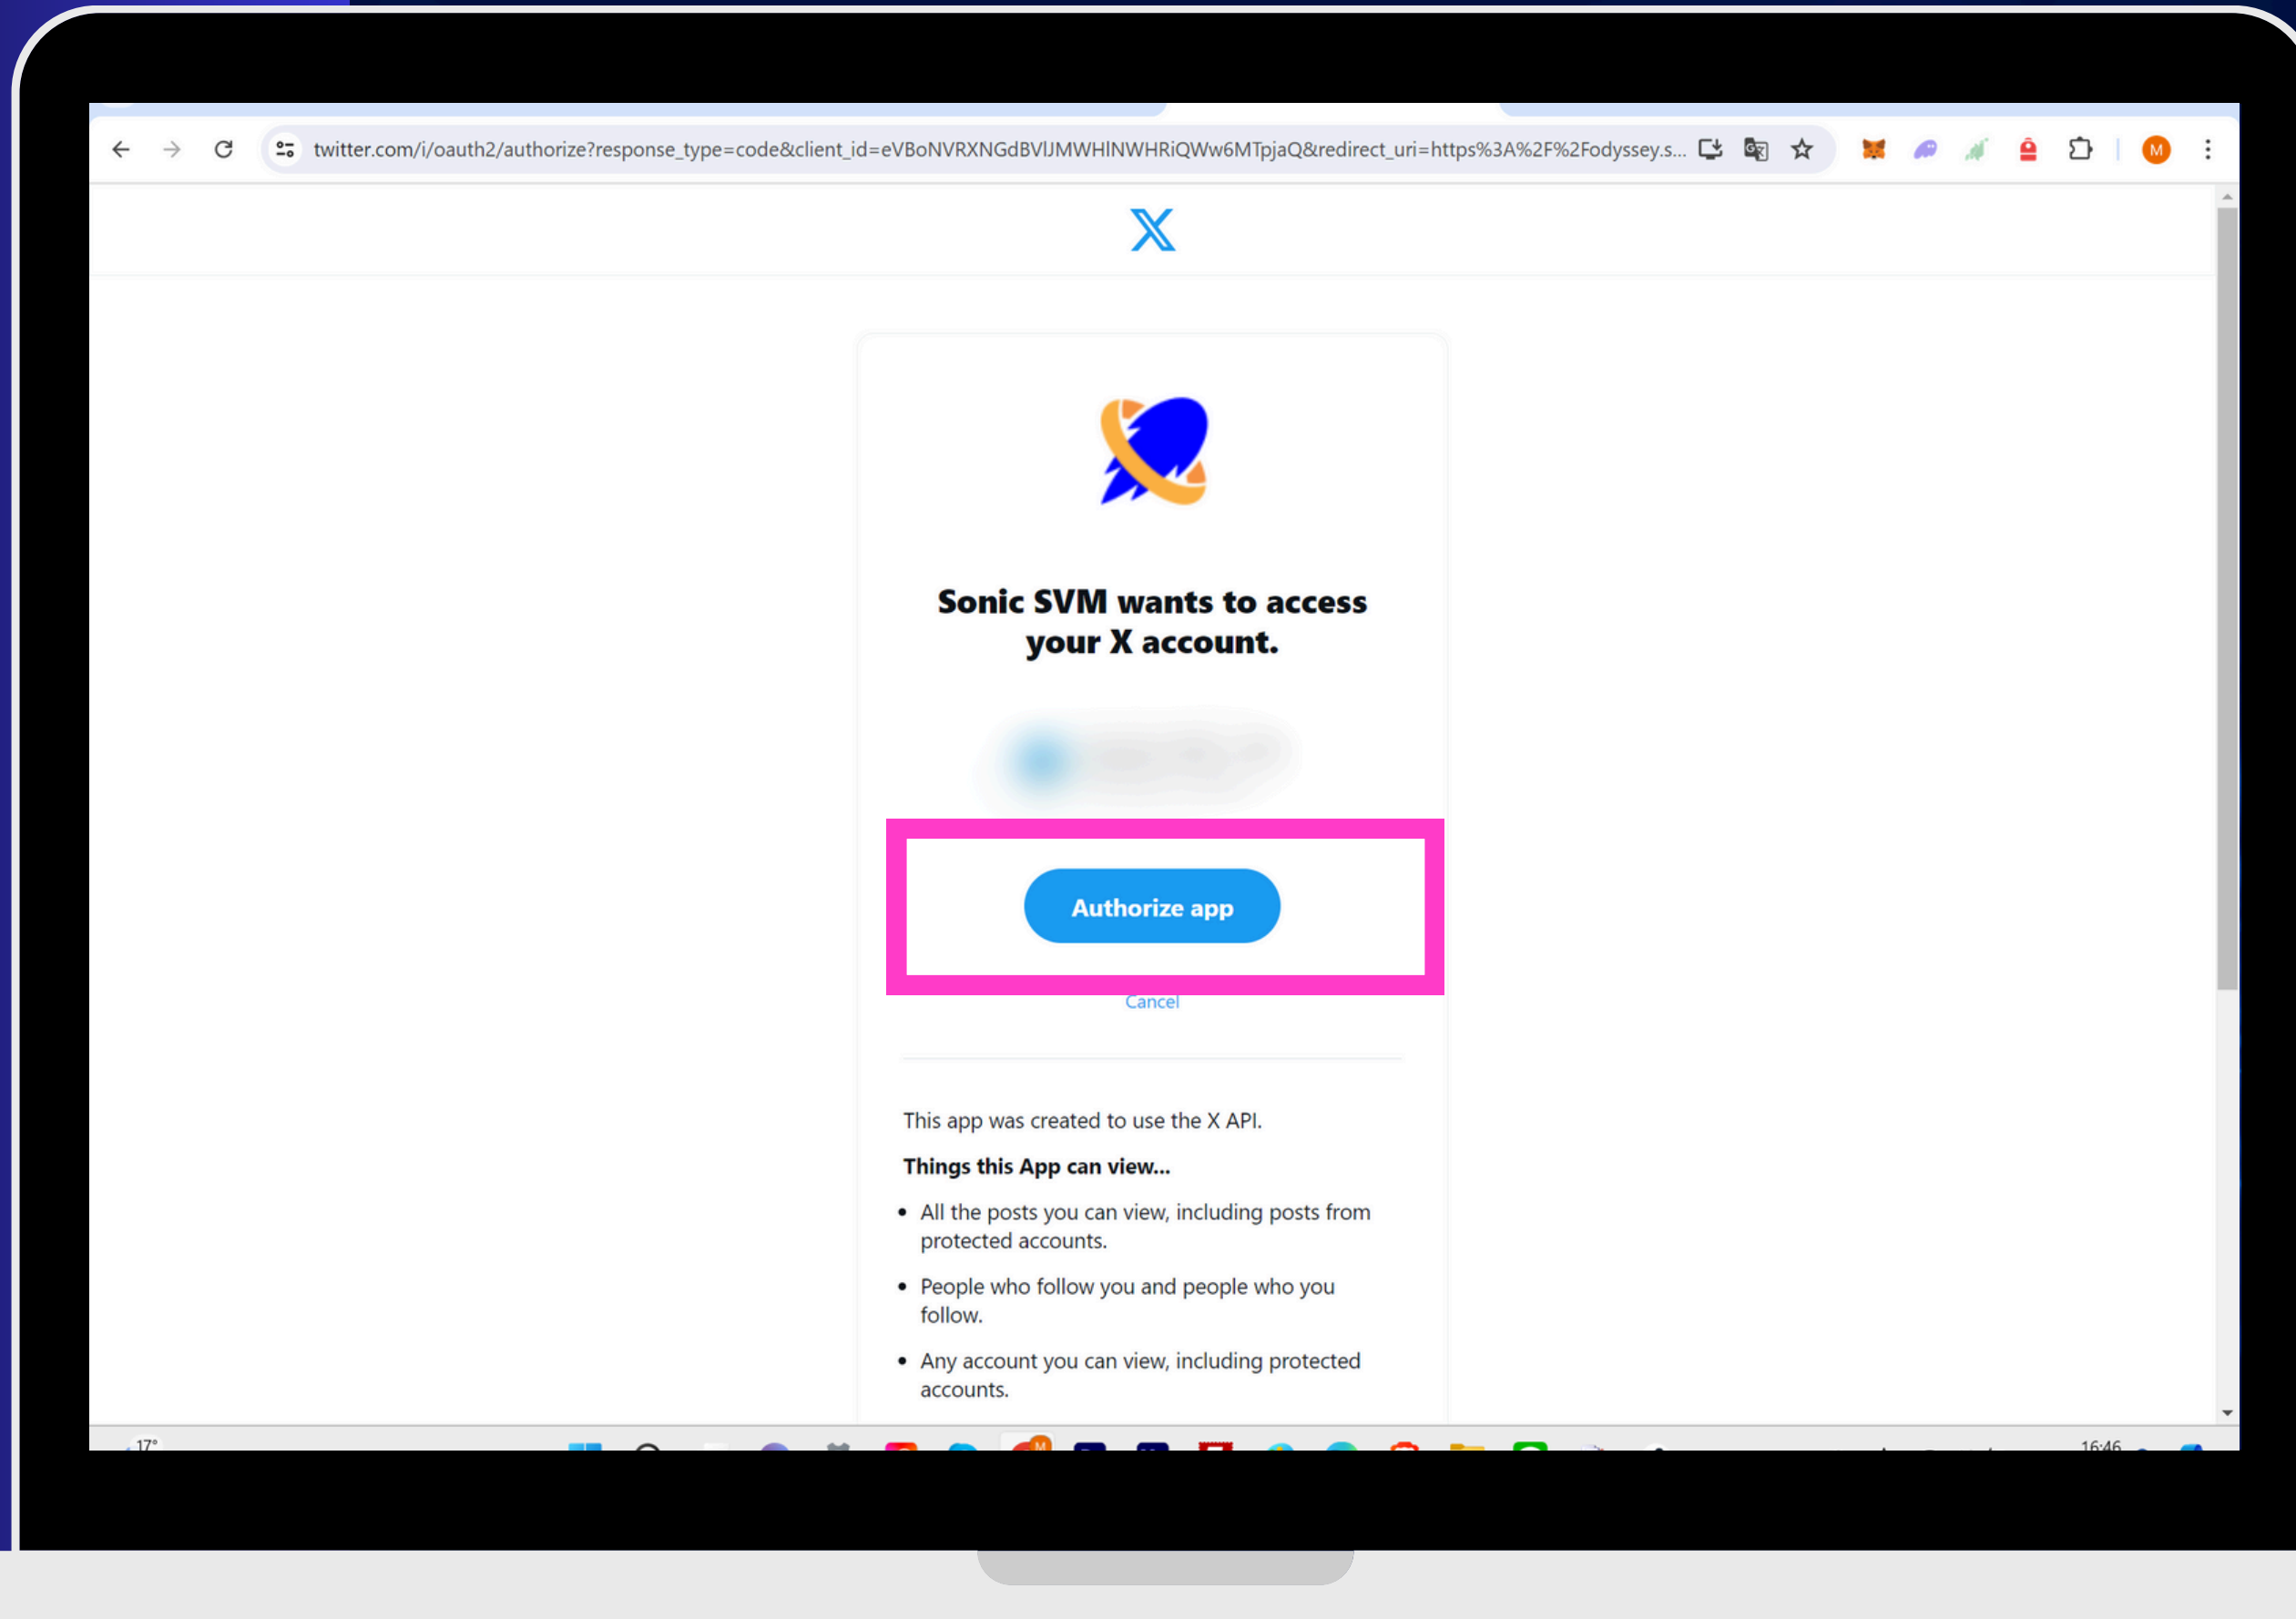 twitter.com/i/oauth2/authorize?response_type=code&client_id=eVBoNVRXNGdBVlJMWHlNWHRiQWw6MTpjaQ&redirect_uri=https%3A%2F%2Fodyssey.s...
M
Sonic SVM wants to access
your X account.
Authorize app
Cancel
This app was created to use the X API.
Things this App can view...
• All the posts you can view, including posts from
protected accounts.
• People who follow you and people who you
follow.
• Any account you can view, including protected
accounts.
17°
M
16:46